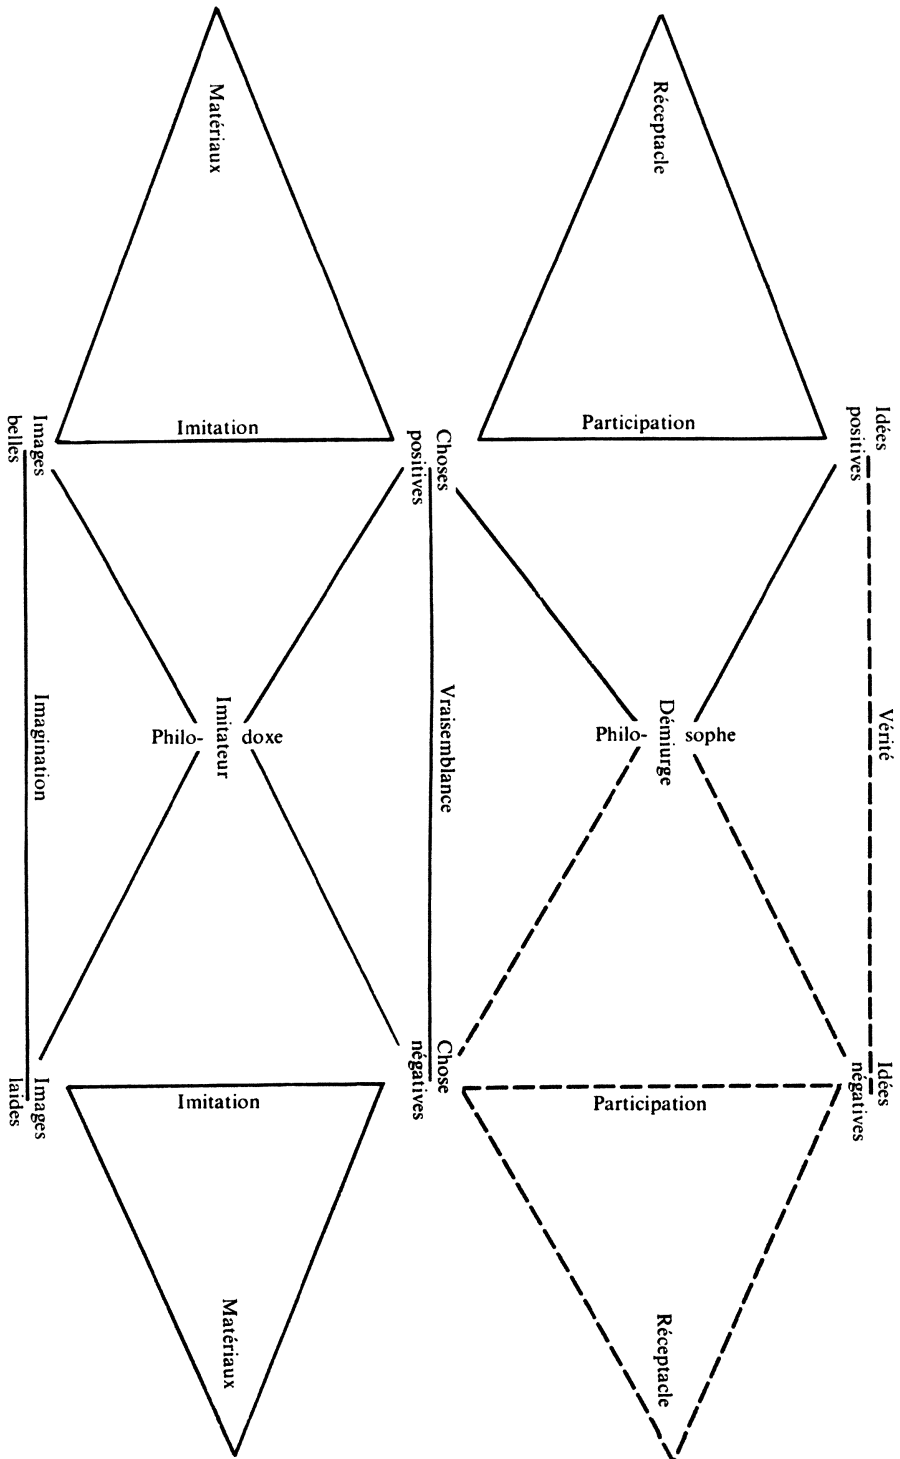 Matériaux
Réceptacle
Imitation
Participation
Images
belles
Choses
positives
Idées
positives
Imagination
Philo-
Imitateur
doxe
Vraisemblance
Philo-
Démiurge
sophe
Vérité
Images
laides
Imitation
Chose
négatives
Participation
Idées
négatives
Matériaux
Réceptacle